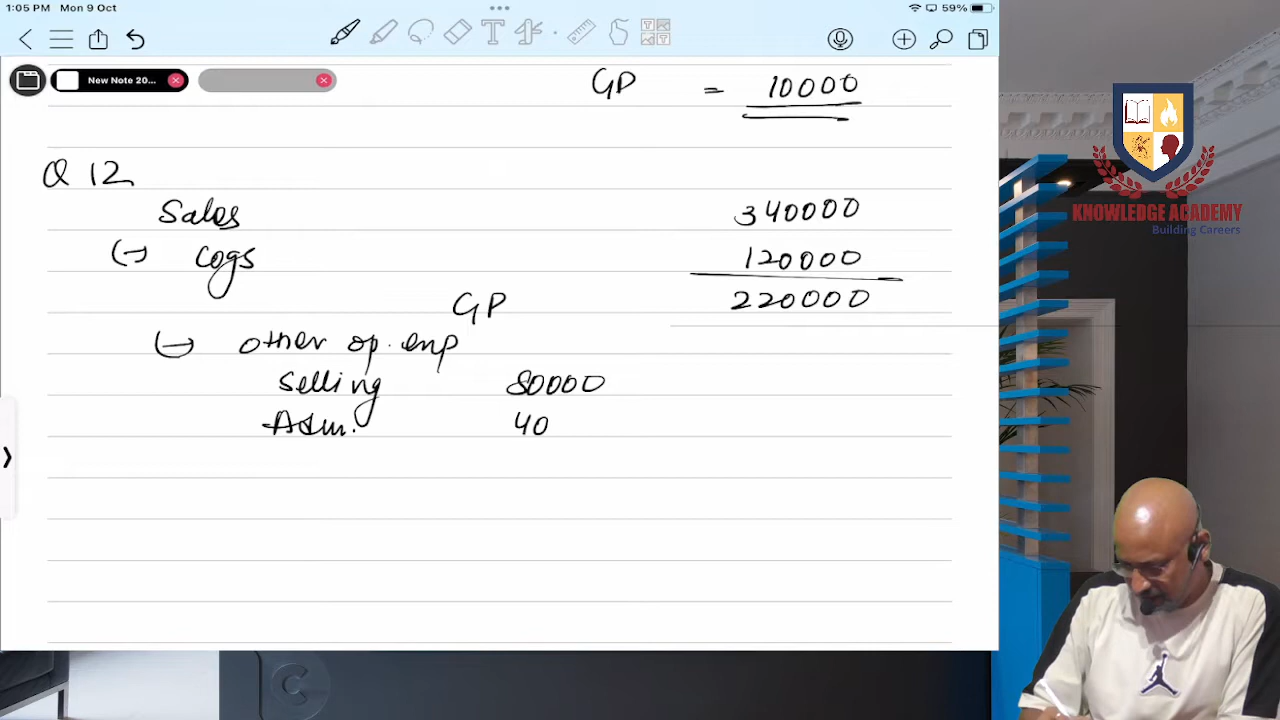 1:05 PM Mon 9 Oct
59%
New Note 20...
GP = 10000
Q 12
Sales 340000
(-) Cogs 120000
GP 220000
(-) other op. exp
Selling 80000
Adm. 40
KNOWLEDGE ACADEMY
Building Careers